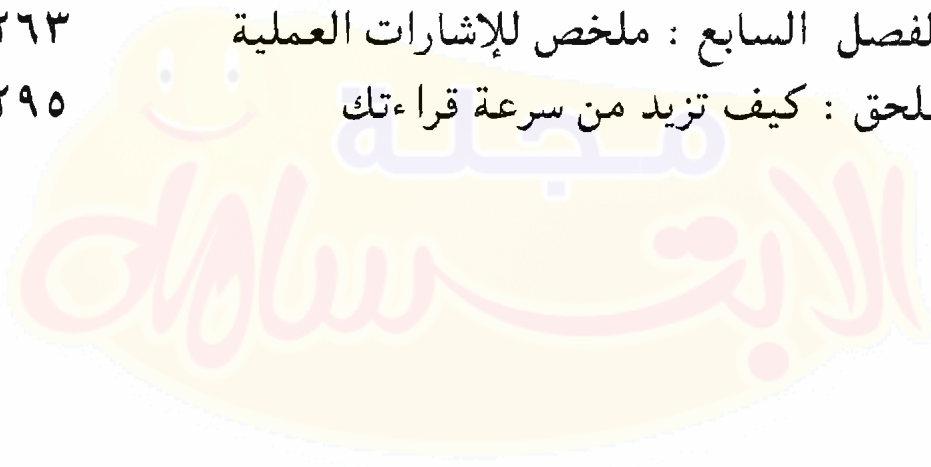 لفصل السابع : ملخص للإشارات العملية ٢٦٣
لحق : كيف تزيد من سرعة قراءتك ٢٩٥
مجلة
الابتسامة